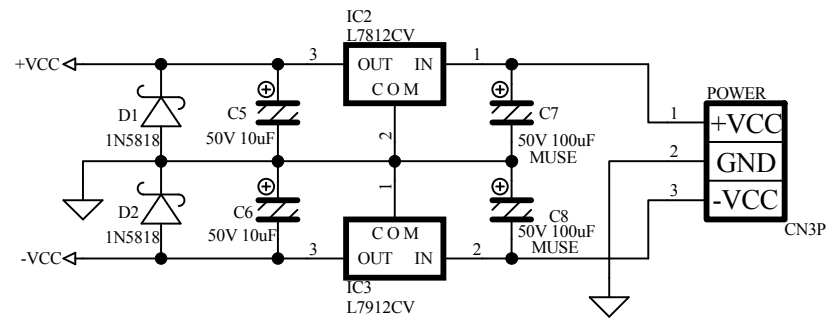 IC2
L7812CV
+VCC
3
OUT IN
COM
1
2
D1
1N5818
C5
50V 10uF
C7
50V 100uF
MUSE
POWER
1
+VCC
2
GND
3
-VCC
CN3P
D2
1N5818
C6
50V 10uF
1
COM
OUT IN
C8
50V 100uF
MUSE
-VCC
3
2
IC3
L7912CV